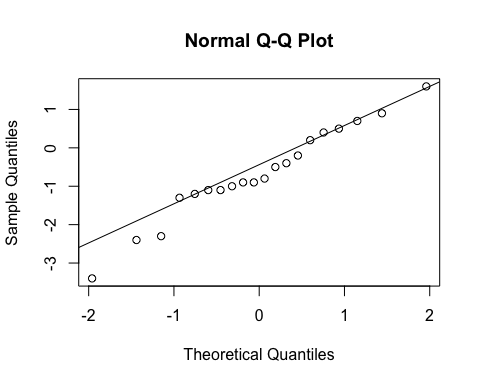 Normal Q-Q Plot
Sample Quantiles
1
0
-1
-2
-3
-2 -1 0 1 2
Theoretical Quantiles